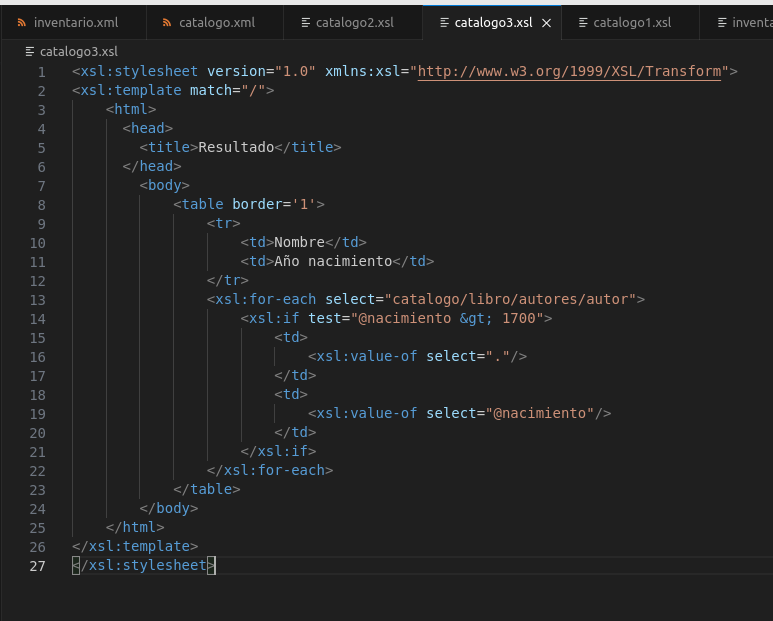 inventario.xml catalogo.xml catalogo2.xsl catalogo3.xsl catalogo1.xsl
catalogo3.xsl
1 <xsl:stylesheet version="1.0" xmlns:xsl="http://www.w3.org/1999/XSL/Transform">
2 <xsl:template match="/">
3 <html>
4 <head>
5 <title>Resultado</title>
6 </head>
7 <body>
8 <table border='1'>
9 <tr>
10 <td>Nombre</td>
11 <td>Año nacimiento</td>
12 </tr>
13 <xsl:for-each select="catalogo/libro/autores/autor">
14 <xsl:if test="@nacimiento &gt; 1700">
15 <td>
16 <xsl:value-of select="."/>
17 </td>
18 <td>
19 <xsl:value-of select="@nacimiento"/>
20 </td>
21 </xsl:if>
22 </xsl:for-each>
23 </table>
24 </body>
25 </html>
26 </xsl:template>
27 </xsl:stylesheet>